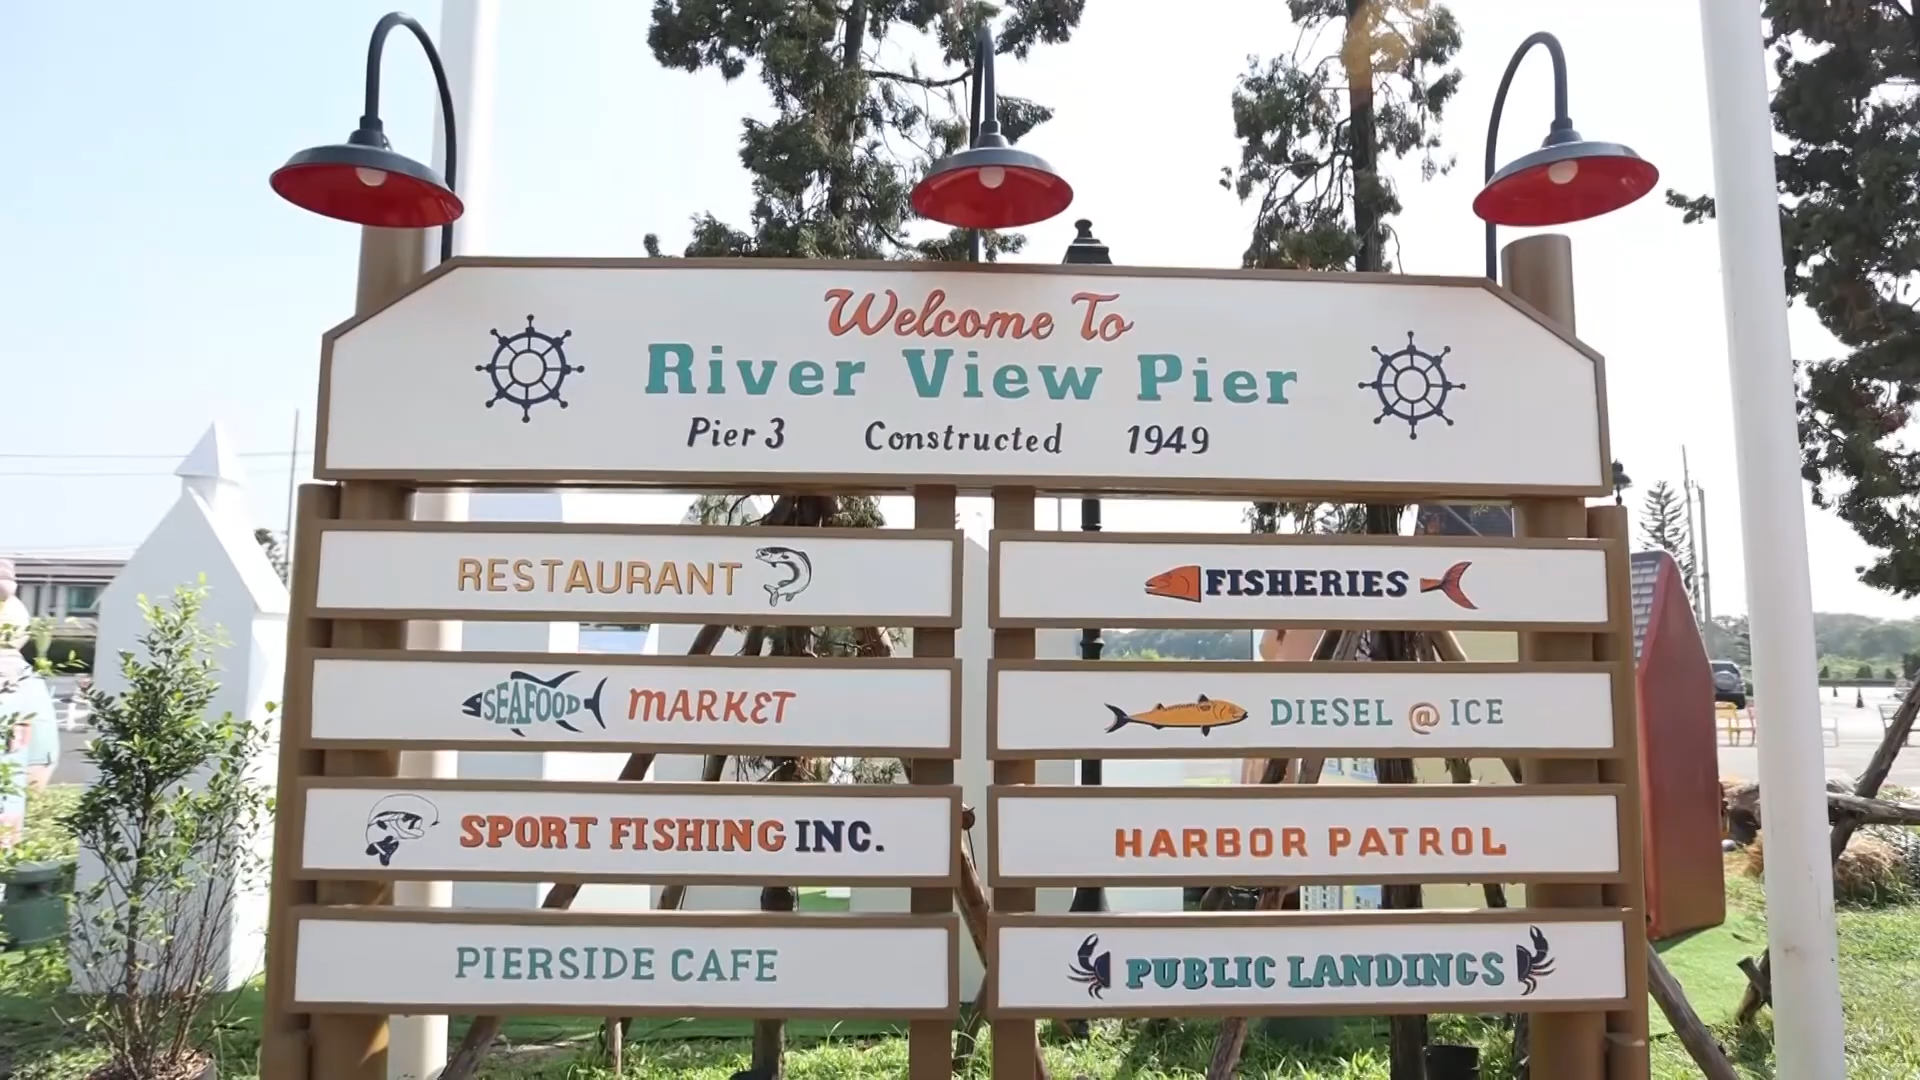 Welcome To
River View Pier
Pier 3 Constructed 1949
RESTAURANT
FISHERIES
SEAFOOD MARKET
DIESEL @ ICE
SPORT FISHING INC.
HARBOR PATROL
PIERSIDE CAFE
PUBLIC LANDINGS